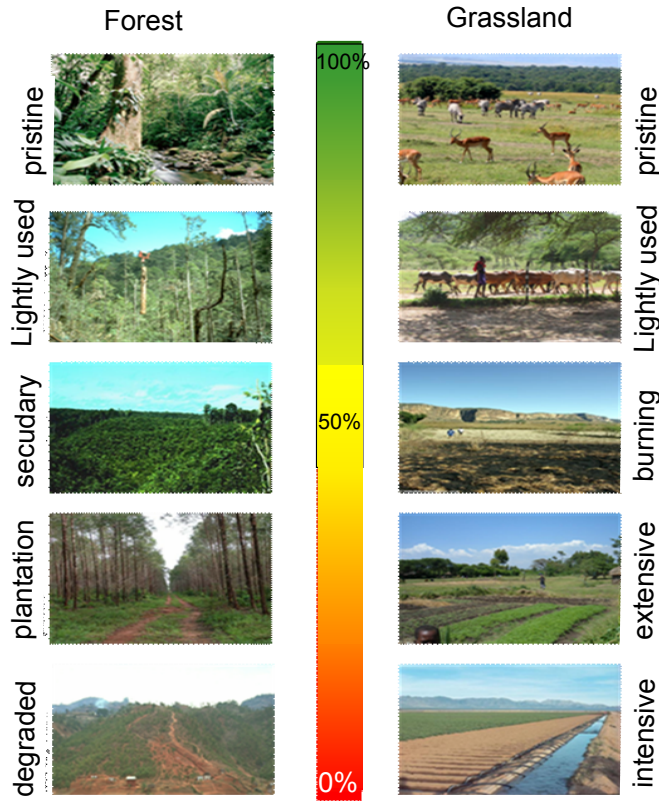 Forest
Grassland
100%
pristine
pristine
Lightly used
Lightly used
secudary
50%
burning
plantation
extensive
degraded
0%
intensive